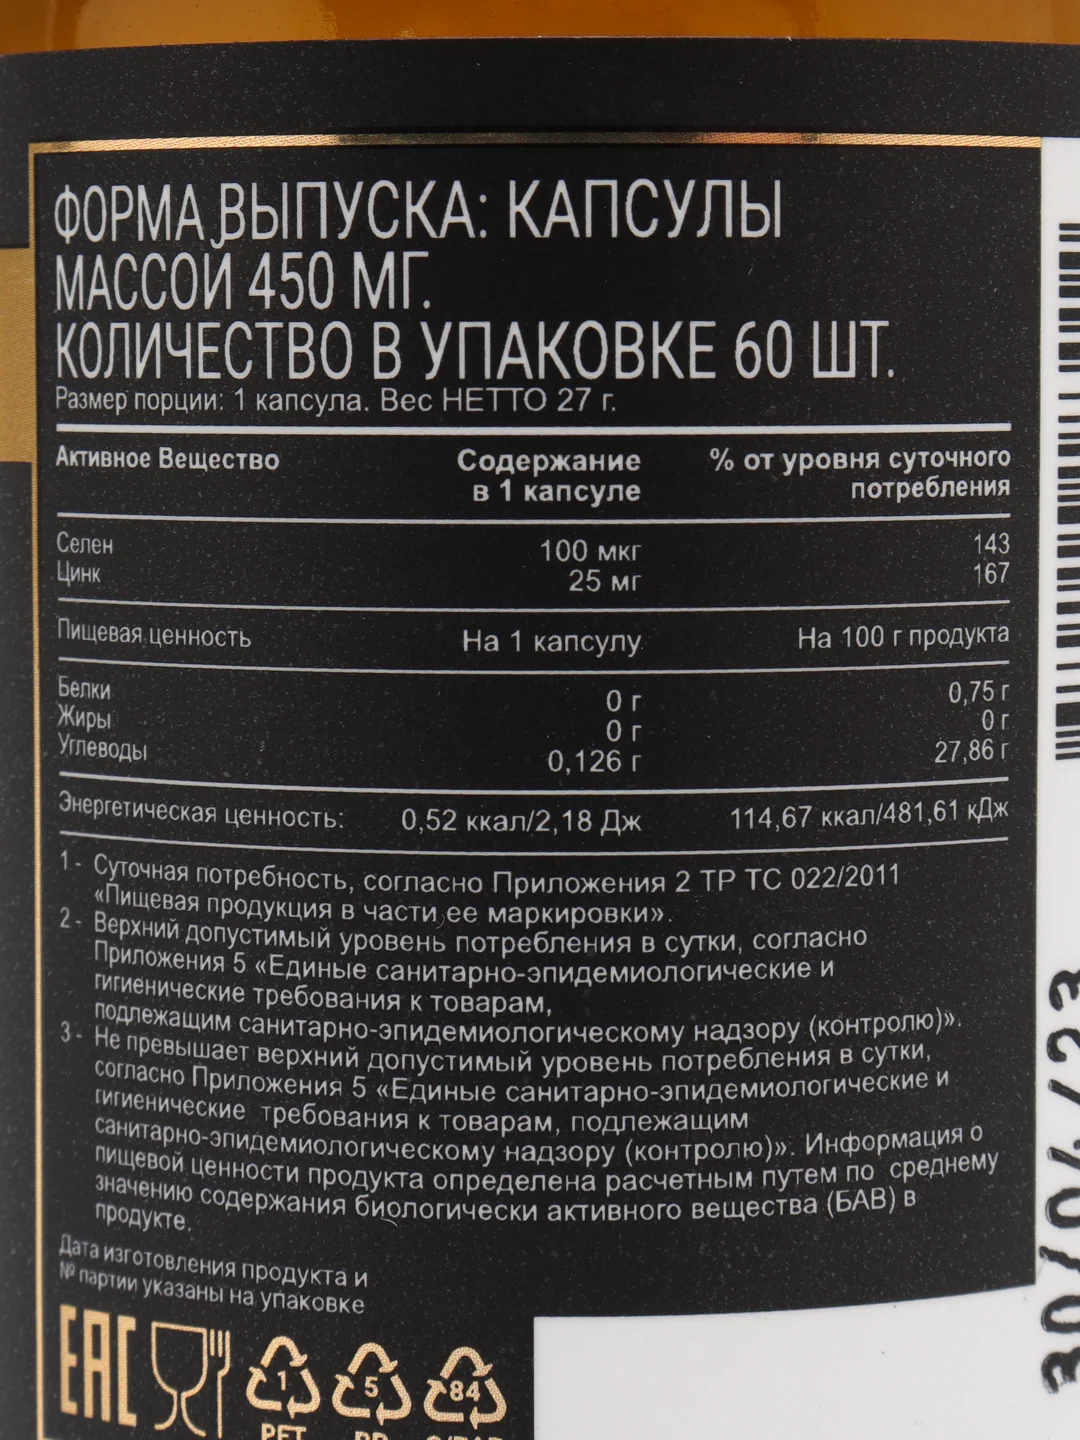 ФОРМА ВЫПУСКА: КАПСУЛЫ
МАССОЙ 450 МГ.
КОЛИЧЕСТВО В УПАКОВКЕ 60 ШТ.
Размер порции: 1 капсула. Вес НЕТТО 27 г.
Активное Вещество Содержание в 1 капсуле % от уровня суточного потребления
Селен 100 мкг 143
Цинк 25 мг 167
Пищевая ценность На 1 капсулу На 100 г продукта
Белки 0 г 0,75 г
Жиры 0 г 0 г
Углеводы 0,126 г 27,86 г
Энергетическая ценность: 0,52 ккал/2,18 Дж 114,67 ккал/481,61 кДж
1 - Суточная потребность, согласно Приложения 2 ТР ТС 022/2011
«Пищевая продукция в части ее маркировки».
2 - Верхний допустимый уровень потребления в сутки, согласно
Приложения 5 «Единые санитарно-эпидемиологические и
гигиенические требования к товарам,
подлежащим санитарно-эпидемиологическому надзору (контролю)».
3 - Не превышает верхний допустимый уровень потребления в сутки,
согласно Приложения 5 «Единые санитарно-эпидемиологические и
гигиенические требования к товарам, подлежащим
санитарно-эпидемиологическому надзору (контролю)». Информация о
пищевой ценности продукта определена расчетным путем по среднему
значению содержания биологически активного вещества (БАВ) в
продукте.
Дата изготовления продукта и
№ партии указаны на упаковке
EAC
1 5 84
PET PP
30/04/23